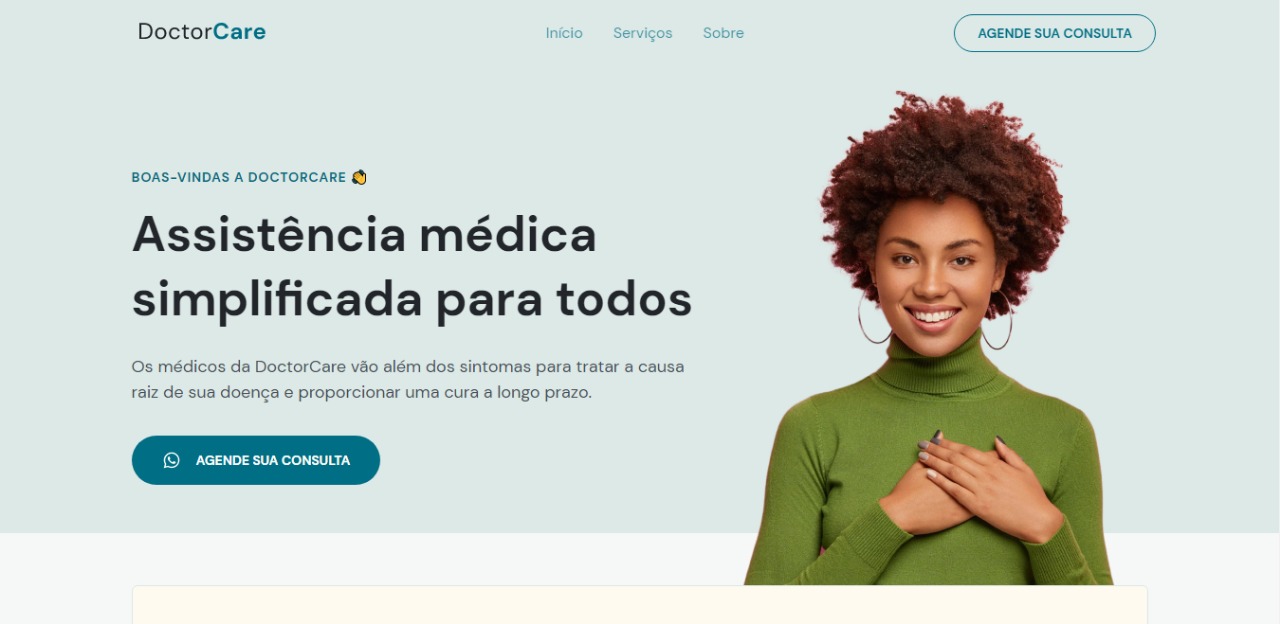 DoctorCare
Início
Serviços
Sobre
AGENDE SUA CONSULTA
BOAS-VINDAS A DOCTORCARE 👋
Assistência médica
simplificada para todos
Os médicos da DoctorCare vão além dos sintomas para tratar a causa
raiz de sua doença e proporcionar uma cura a longo prazo.
AGENDE SUA CONSULTA